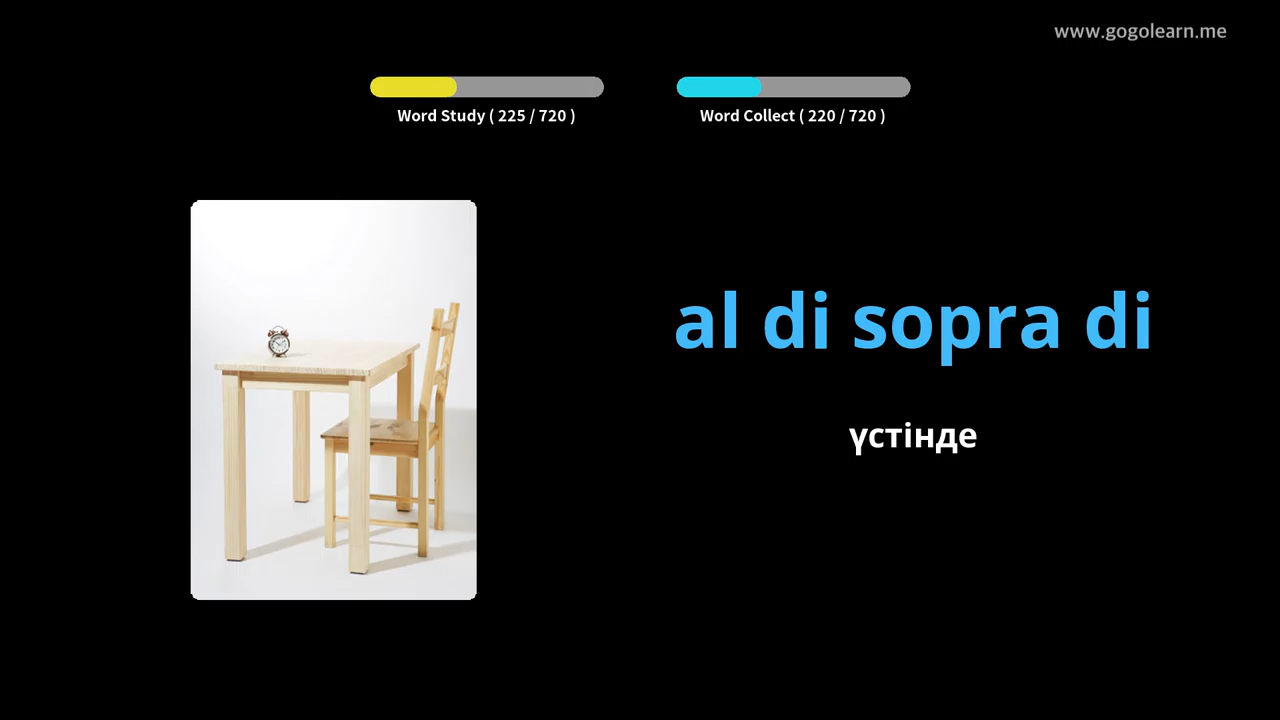 www.gogolearn.me
Word Study ( 225 / 720 )
Word Collect ( 220 / 720 )
al di sopra di
үстінде